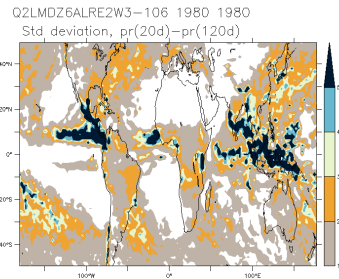 Q2LMDZ6ALRE2W3-106 1980 1980
Std deviation, pr(20d)-pr(120d)
40°N
20°N
0°
20°S
40°S
100°W 0° 100°E
5
4
3
2
1